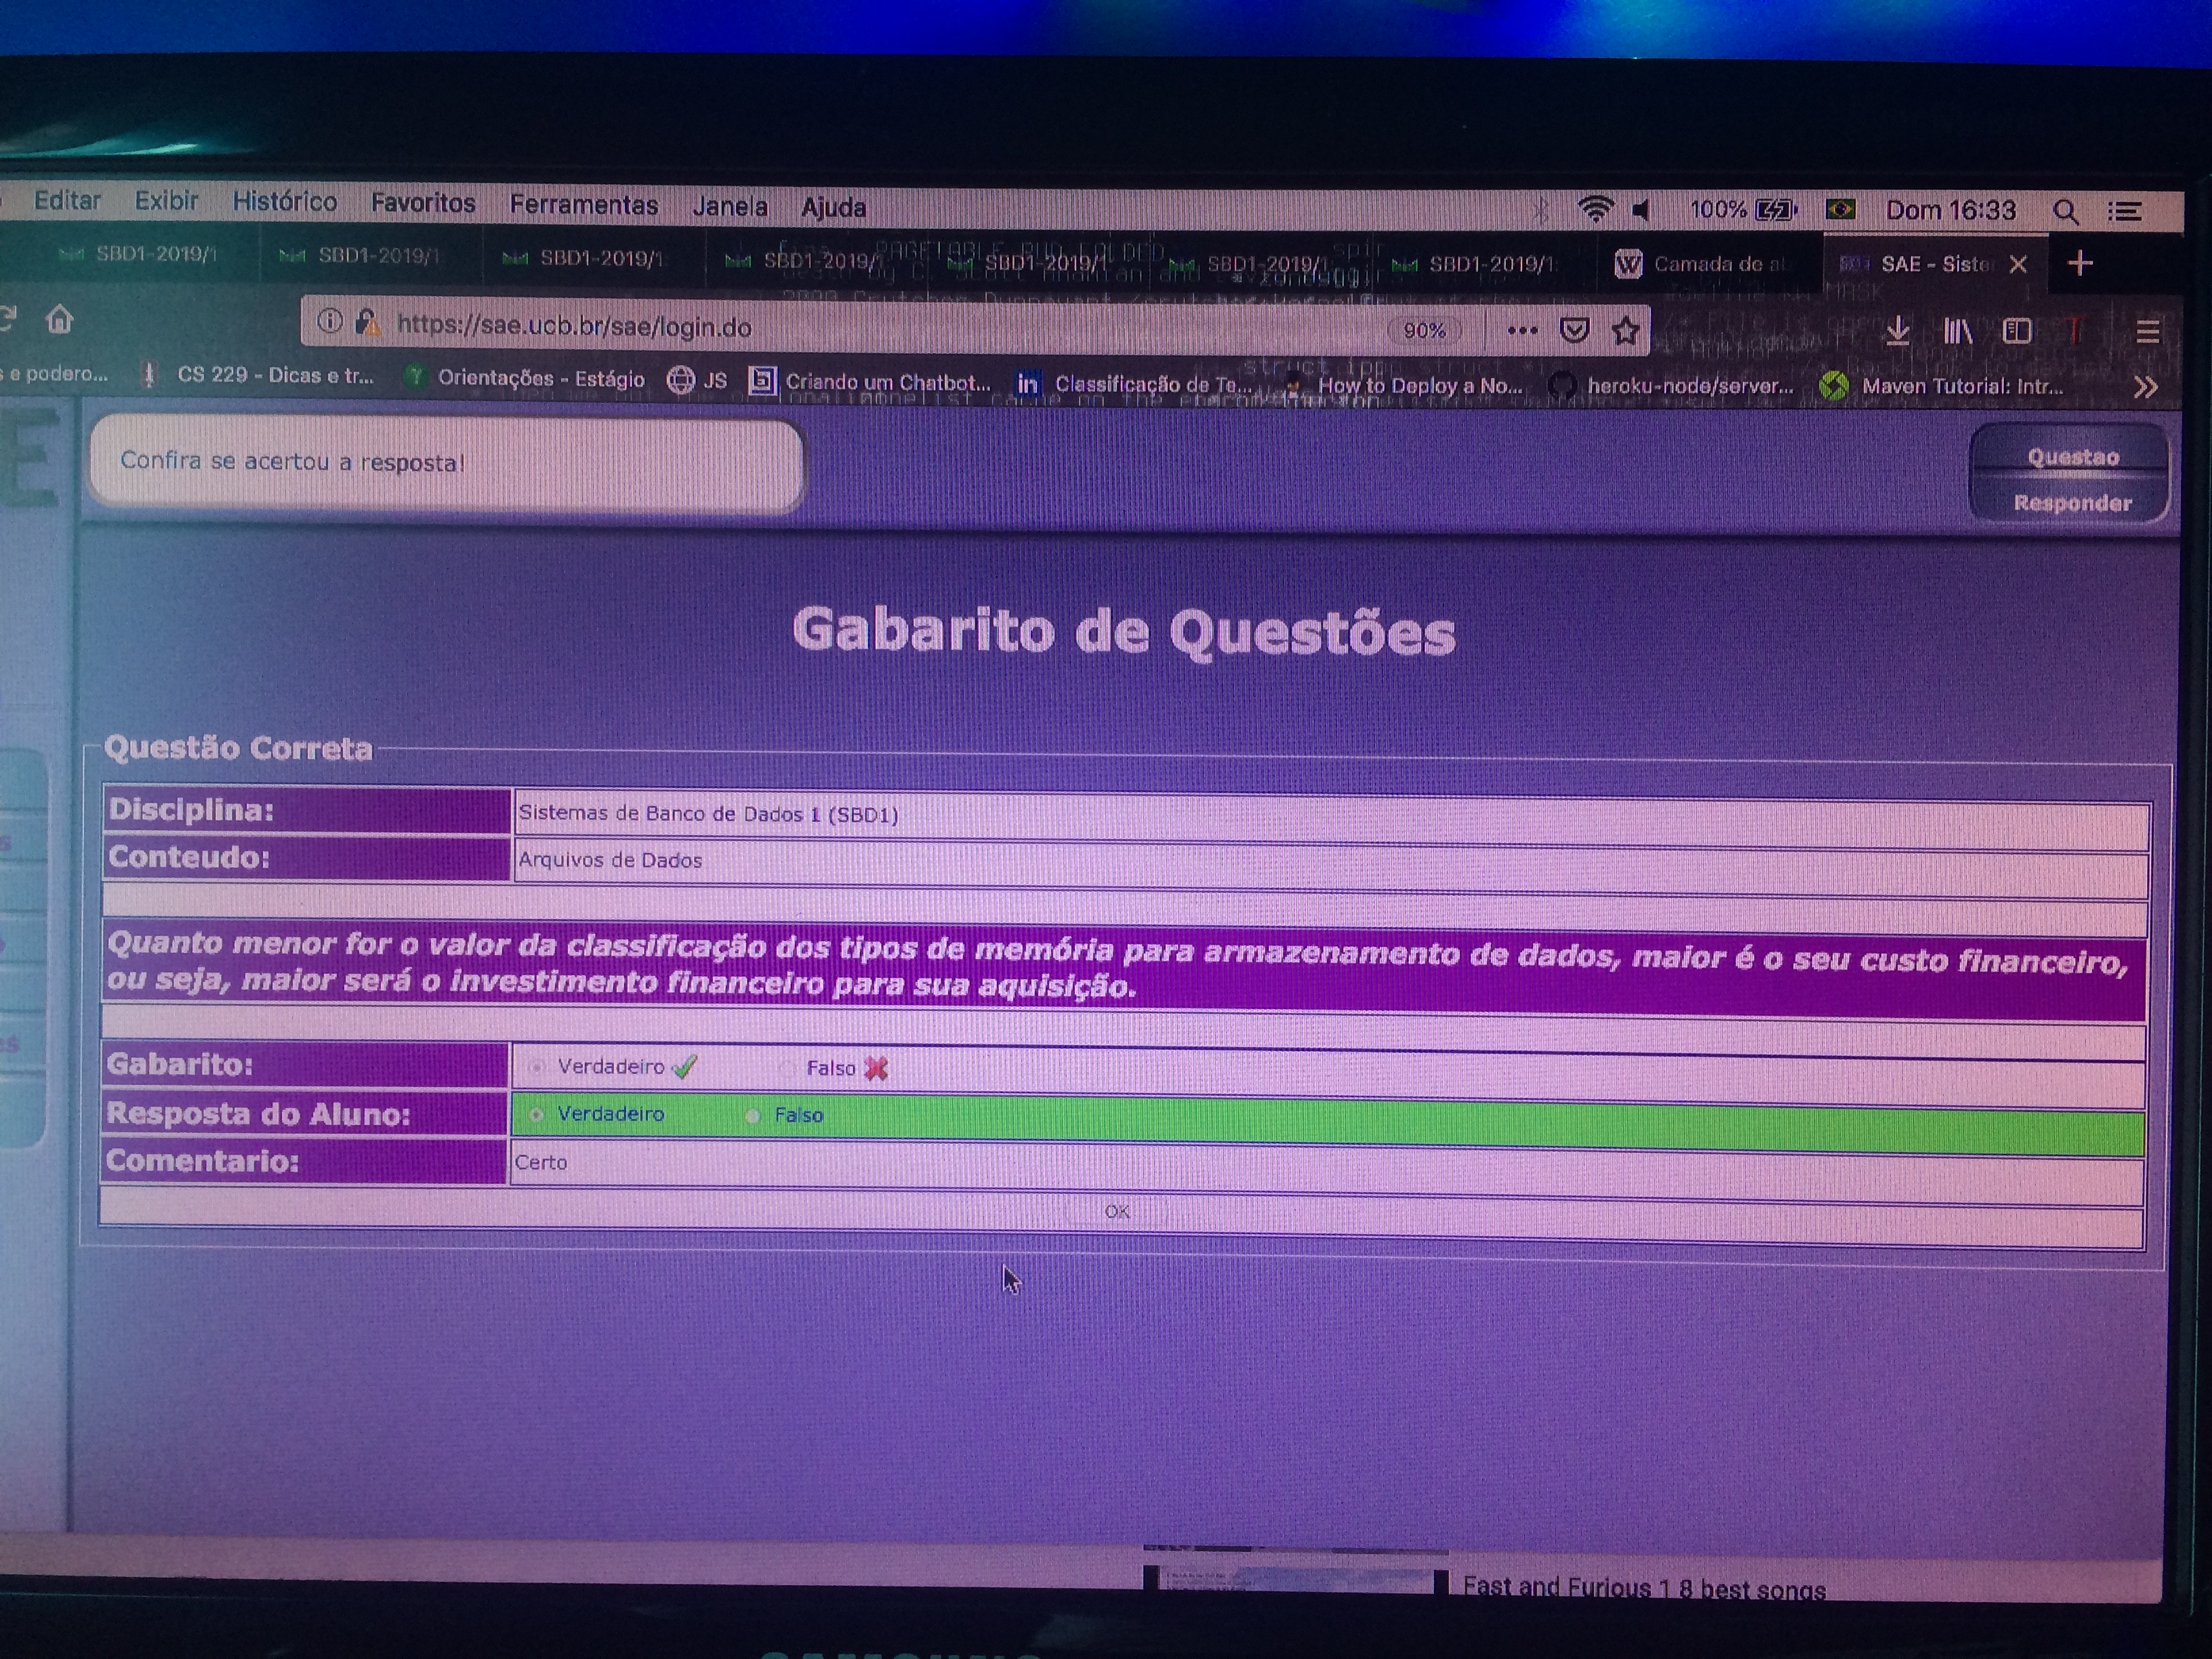 Editar Exibir Histórico Favoritos Ferramentas Janela Ajuda 100% Dom 16:33
SBD1-2019/1 SBD1-2019/1 SBD1-2019/1 SBD1-2019/1 SBD1-2019/1 SBD1-2019/1 SBD1-2019/1: W Camada de a SAE - Siste
https://sae.ucb.br/sae/login.do 90%
s e podero... CS 229 - Dicas e tr... Orientações - Estágio JS Criando um Chatbot... in Classificação de Te... How to Deploy a No... heroku-node/server... Maven Tutorial: Intr...
E
Confira se acertou a resposta!
Questao
Responder
Gabarito de Questões
Questão Correta
Disciplina: Sistemas de Banco de Dados 1 (SBD1)
Conteudo: Arquivos de Dados
Quanto menor for o valor da classificação dos tipos de memória para armazenamento de dados, maior é o seu custo financeiro,
ou seja, maior será o investimento financeiro para sua aquisição.
Gabarito: Verdadeiro Falso
Resposta do Aluno: Verdadeiro Falso
Comentario: Certo
OK
Fast and Furious 1 8 best songs
SAMSUNG